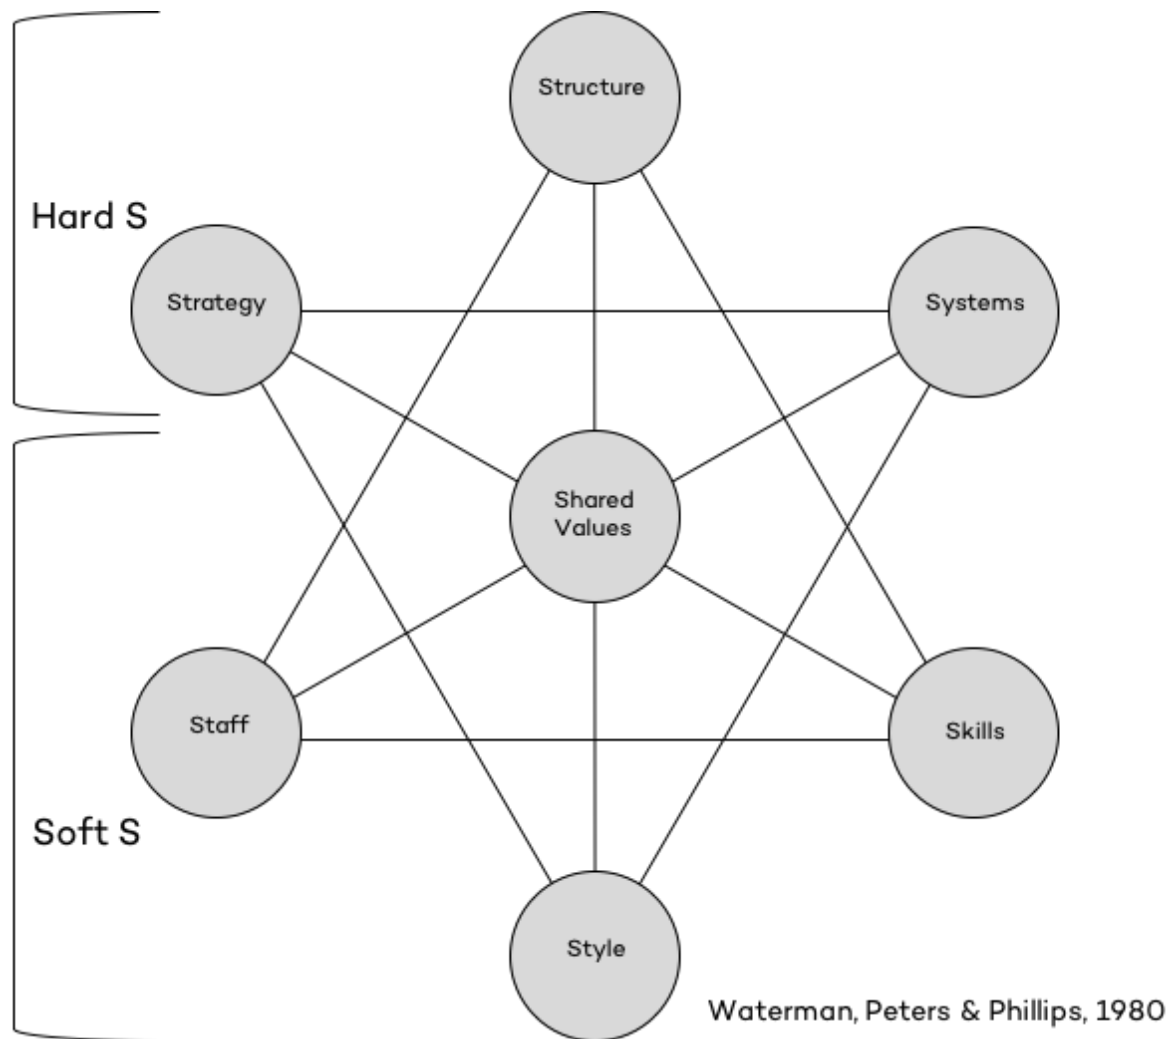 Structure
Hard S
Strategy
Systems
Shared
Values
Staff
Skills
Soft S
Style
Waterman, Peters & Phillips, 1980